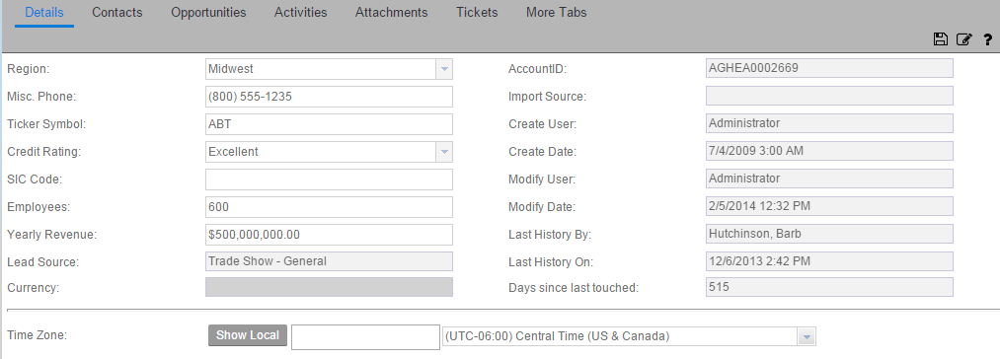 Details Contacts Opportunities Activities Attachments Tickets More Tabs
?
Region: Midwest AccountID: AGHEA0002669
Misc. Phone: (800) 555-1235 Import Source:
Ticker Symbol: ABT Create User: Administrator
Credit Rating: Excellent Create Date: 7/4/2009 3:00 AM
SIC Code: Modify User: Administrator
Employees: 600 Modify Date: 2/5/2014 12:32 PM
Yearly Revenue: $500,000,000.00 Last History By: Hutchinson, Barb
Lead Source: Trade Show - General Last History On: 12/6/2013 2:42 PM
Currency: Days since last touched: 515
Time Zone: Show Local (UTC-06:00) Central Time (US & Canada)